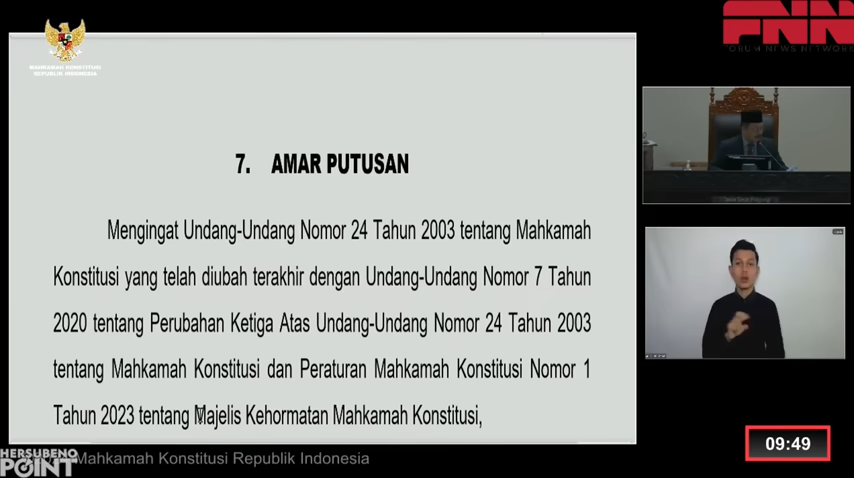 FNN
FORUM NEWS NETWORK
MAHKAMAH KONSTITUSI
REPUBLIK INDONESIA
7. AMAR PUTUSAN
Mengingat Undang-Undang Nomor 24 Tahun 2003 tentang Mahkamah
Konstitusi yang telah diubah terakhir dengan Undang-Undang Nomor 7 Tahun
2020 tentang Perubahan Ketiga Atas Undang-Undang Nomor 24 Tahun 2003
tentang Mahkamah Konstitusi dan Peraturan Mahkamah Konstitusi Nomor 1
Tahun 2023 tentang Majelis Kehormatan Mahkamah Konstitusi,
09:49
HERSUBENO
POINT
Mahkamah Konstitusi Republik Indonesia